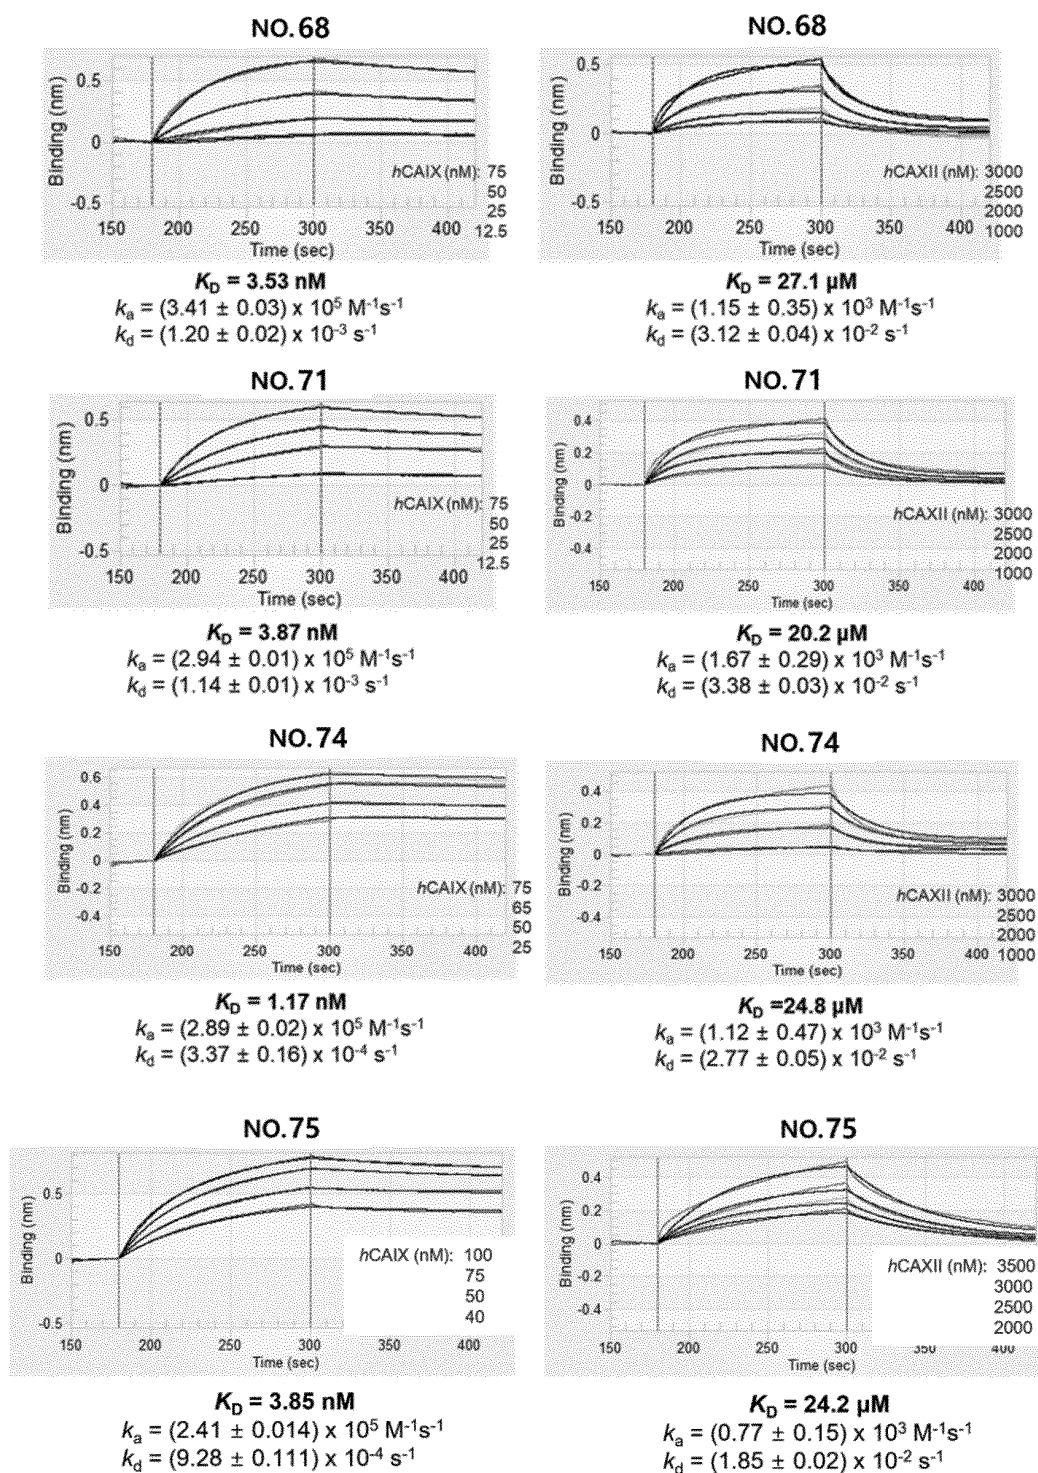 NO.68
Binding (nm)
0.5
0
-0.5
hCAIX (nM): 75
50
25
12.5
150 200 250 300 350 400
Time (sec)
KD = 3.53 nM
ka = (3.41 ± 0.03) x 10⁵ M⁻¹s⁻¹
kd = (1.20 ± 0.02) x 10⁻³ s⁻¹
NO.68
Binding (nm)
0.5
0
-0.5
hCAXII (nM): 3000
2500
2000
1000
150 200 250 300 350 400
Time (sec)
KD = 27.1 µM
ka = (1.15 ± 0.35) x 10³ M⁻¹s⁻¹
kd = (3.12 ± 0.04) x 10⁻² s⁻¹
NO.71
Binding (nm)
0.5
0
-0.5
hCAIX (nM): 75
50
25
12.5
150 200 250 300 350 400
Time (sec)
KD = 3.87 nM
ka = (2.94 ± 0.01) x 10⁵ M⁻¹s⁻¹
kd = (1.14 ± 0.01) x 10⁻³ s⁻¹
NO.71
Binding (nm)
0.4
0.2
0
-0.2
-0.4
hCAXII (nM): 3000
2500
2000
1000
150 200 250 300 350 400
Time (sec)
KD = 20.2 µM
ka = (1.67 ± 0.29) x 10³ M⁻¹s⁻¹
kd = (3.38 ± 0.03) x 10⁻² s⁻¹
NO.74
Binding (nm)
0.6
0.4
0.2
0
-0.2
-0.4
hCAIX (nM): 75
65
50
25
150 200 250 300 350 400
Time (sec)
KD = 1.17 nM
ka = (2.89 ± 0.02) x 10⁵ M⁻¹s⁻¹
kd = (3.37 ± 0.16) x 10⁻⁴ s⁻¹
NO.74
Binding (nm)
0.4
0.2
0
-0.2
-0.4
hCAXII (nM): 3000
2500
2000
1000
150 200 250 300 350 400
Time (sec)
KD =24.8 µM
ka = (1.12 ± 0.47) x 10³ M⁻¹s⁻¹
kd = (2.77 ± 0.05) x 10⁻² s⁻¹
NO.75
Binding (nm)
0.5
0
-0.5
hCAIX (nM): 100
75
50
40
150 200 250 300 350 400
Time (sec)
KD = 3.85 nM
ka = (2.41 ± 0.014) x 10⁵ M⁻¹s⁻¹
kd = (9.28 ± 0.111) x 10⁻⁴ s⁻¹
NO.75
Binding (nm)
0.4
0.2
0
-0.2
-0.4
hCAXII (nM): 3500
3000
2500
2000
150 200 250 300 350 400
Time (sec)
KD = 24.2 µM
ka = (0.77 ± 0.15) x 10³ M⁻¹s⁻¹
kd = (1.85 ± 0.02) x 10⁻² s⁻¹